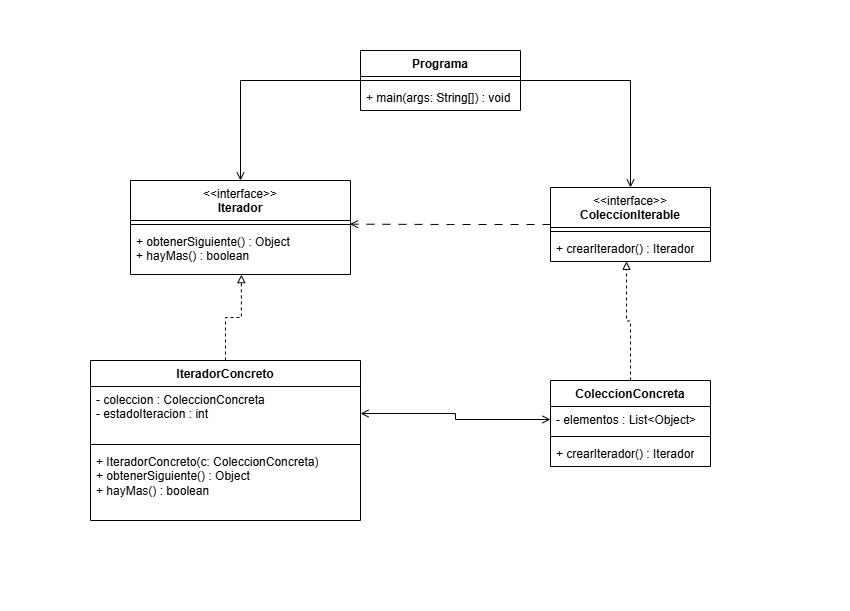 Programa
+ main(args: String[]) : void
<<interface>>
Iterador
+ obtenerSiguiente() : Object
+ hayMas() : boolean
<<interface>>
ColeccionIterable
+ crearIterador() : Iterador
IteradorConcreto
- coleccion : ColeccionConcreta
- estadoIteracion : int
+ IteradorConcreto(c: ColeccionConcreta)
+ obtenerSiguiente() : Object
+ hayMas() : boolean
ColeccionConcreta
- elementos : List<Object>
+ crearIterador() : Iterador